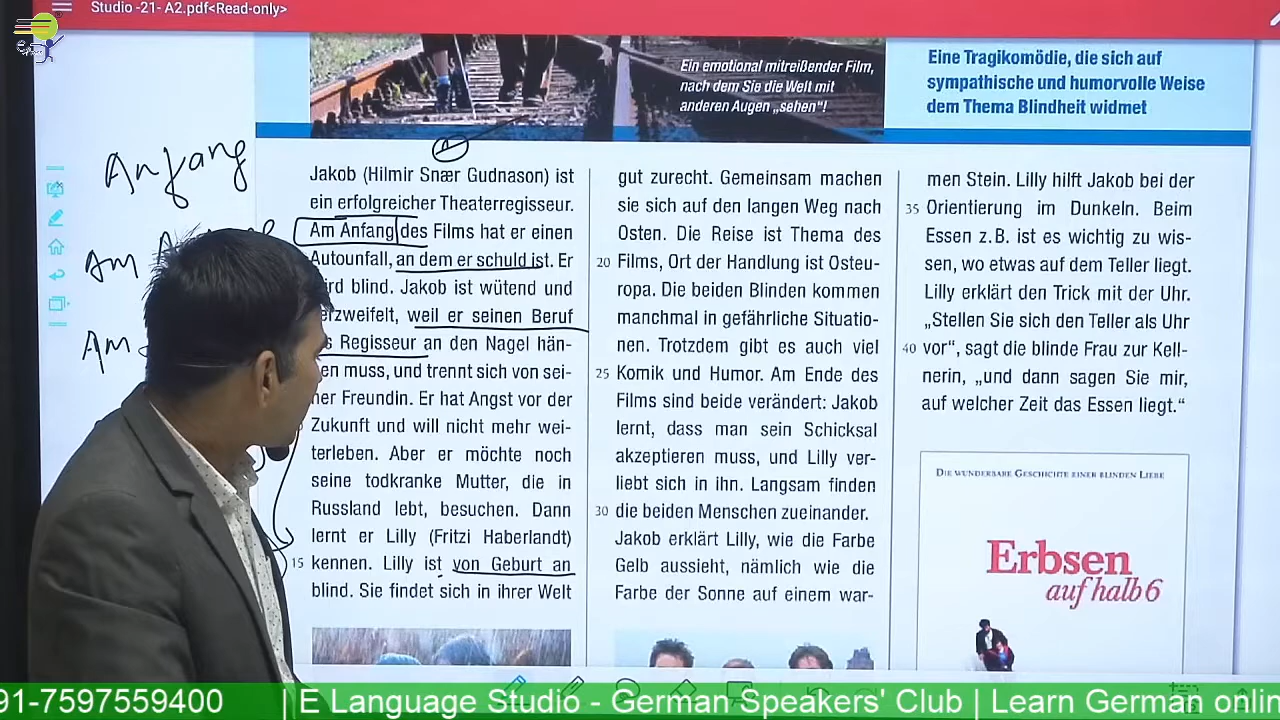 Studio -21- A2.pdf<Read-only>
Ein emotional mitreißender Film,
nach dem Sie die Welt mit
anderen Augen „sehen“!
Eine Tragikomödie, die sich auf
sympathische und humorvolle Weise
dem Thema Blindheit widmet
Anfang
Am
Am
Jakob (Hilmir Snær Gudnason) ist
ein erfolgreicher Theaterregisseur.
Am Anfang des Films hat er einen
Autounfall, an dem er schuld ist. Er
ird blind. Jakob ist wütend und
erzweifelt, weil er seinen Beruf
s Regisseur an den Nagel hän-
en muss, und trennt sich von sei-
ner Freundin. Er hat Angst vor der
Zukunft und will nicht mehr wei-
terleben. Aber er möchte noch
seine todkranke Mutter, die in
Russland lebt, besuchen. Dann
lernt er Lilly (Fritzi Haberlandt)
15 kennen. Lilly ist von Geburt an
blind. Sie findet sich in ihrer Welt
gut zurecht. Gemeinsam machen
sie sich auf den langen Weg nach
Osten. Die Reise ist Thema des
20 Films, Ort der Handlung ist Osteu-
ropa. Die beiden Blinden kommen
manchmal in gefährliche Situatio-
nen. Trotzdem gibt es auch viel
25 Komik und Humor. Am Ende des
Films sind beide verändert: Jakob
lernt, dass man sein Schicksal
akzeptieren muss, und Lilly ver-
liebt sich in ihn. Langsam finden
30 die beiden Menschen zueinander.
Jakob erklärt Lilly, wie die Farbe
Gelb aussieht, nämlich wie die
Farbe der Sonne auf einem war-
men Stein. Lilly hilft Jakob bei der
35 Orientierung im Dunkeln. Beim
Essen z.B. ist es wichtig zu wis-
sen, wo etwas auf dem Teller liegt.
Lilly erklärt den Trick mit der Uhr.
„Stellen Sie sich den Teller als Uhr
40 vor“, sagt die blinde Frau zur Kell-
nerin, „und dann sagen Sie mir,
auf welcher Zeit das Essen liegt.“
DIE WUNDERBARE GESCHICHTE EINER BLINDEN LIEBE
Erbsen
auf halb 6
91-7597559400 | E Language Studio - German Speakers' Club | Learn German onlin